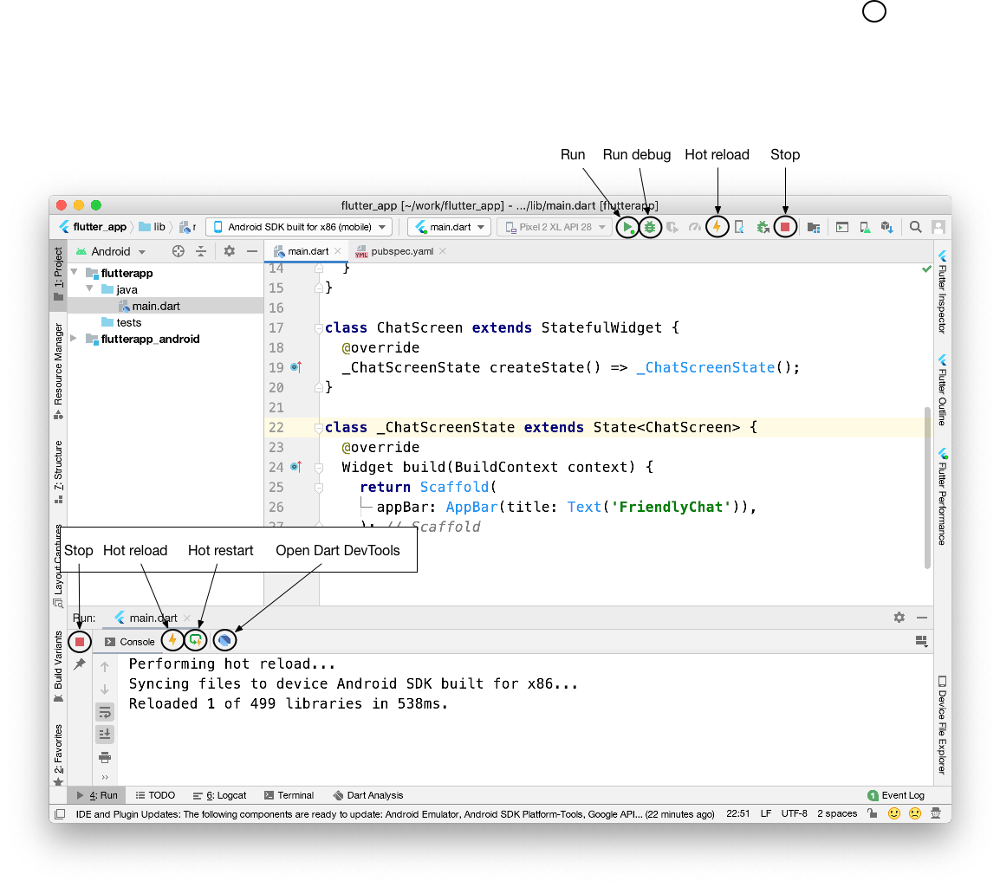 Run Run debug Hot reload Stop
flutter_app [~/work/flutter_app] - .../lib/main.dart [flutterapp]
flutter_app lib Android SDK built for x86 (mobile) main.dart Pixel 2 XL API 28
Android main.dart pubspec.yaml
1: Project
Resource Manager
Z: Structure
Layout Captures
Build Variants
2: Favorites
flutterapp
java
main.dart
tests
flutterapp_android
14 }
15 }
16
17 class ChatScreen extends StatefulWidget {
18 @override
19 _ChatScreenState createState() => _ChatScreenState();
20 }
21
22 class _ChatScreenState extends State<ChatScreen> {
23 @override
24 Widget build(BuildContext context) {
25 return Scaffold(
26 appBar: AppBar(title: Text('FriendlyChat')),
27 ); // Scaffold
Flutter Inspector
Flutter Outline
Flutter Performance
Device File Explorer
Stop Hot reload Hot restart Open Dart DevTools
Run: main.dart
Console
Performing hot reload...
Syncing files to device Android SDK built for x86...
Reloaded 1 of 499 libraries in 538ms.
4: Run TODO 6: Logcat Terminal Dart Analysis 1 Event Log
IDE and Plugin Updates: The following components are ready to update: Android Emulator, Android SDK Platform-Tools, Google API... (22 minutes ago) 22:51 LF UTF-8 2 spaces